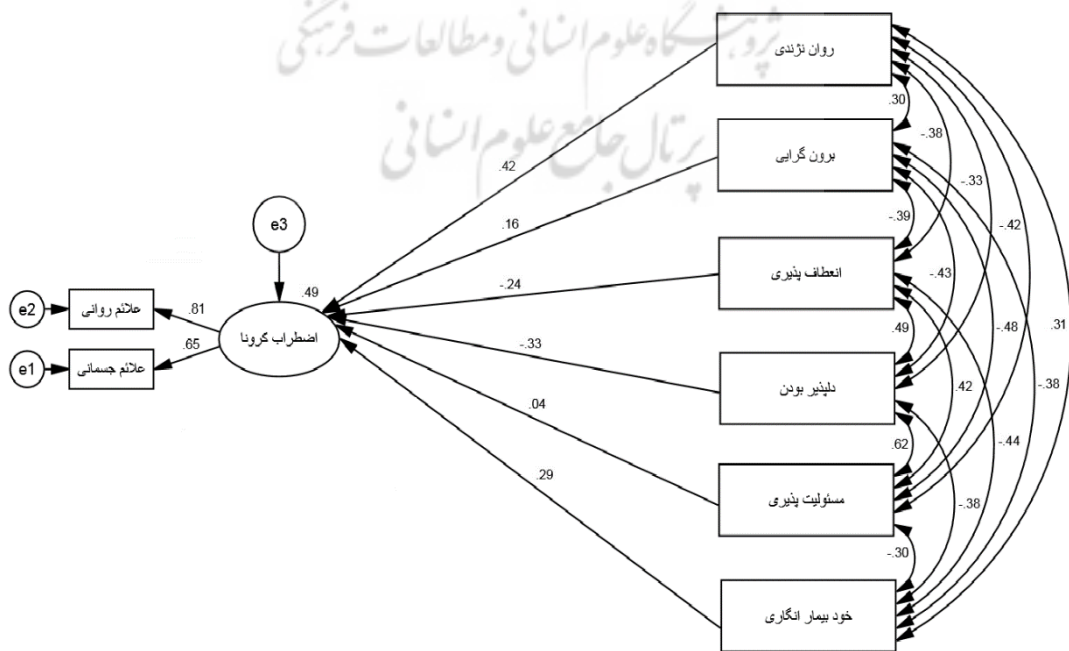 پژوهشگاه علوم انسانی و مطالعات فرهنگی
پرتال جامع علوم انسانی
روان نژندی
برون گرایی
انعطاف پذیری
دلپذیر بودن
مسئولیت پذیری
خود بیمار انگاری
.42
.16
-.24
-.33
.04
.29
e3
.49
اضطراب کرونا
.81
.65
e2
علائم روانی
e1
علائم جسمانی
.30
-.38
-.33
-.42
-.39
-.43
.31
-.48
.49
-.38
.42
-.44
.62
-.38
-.30